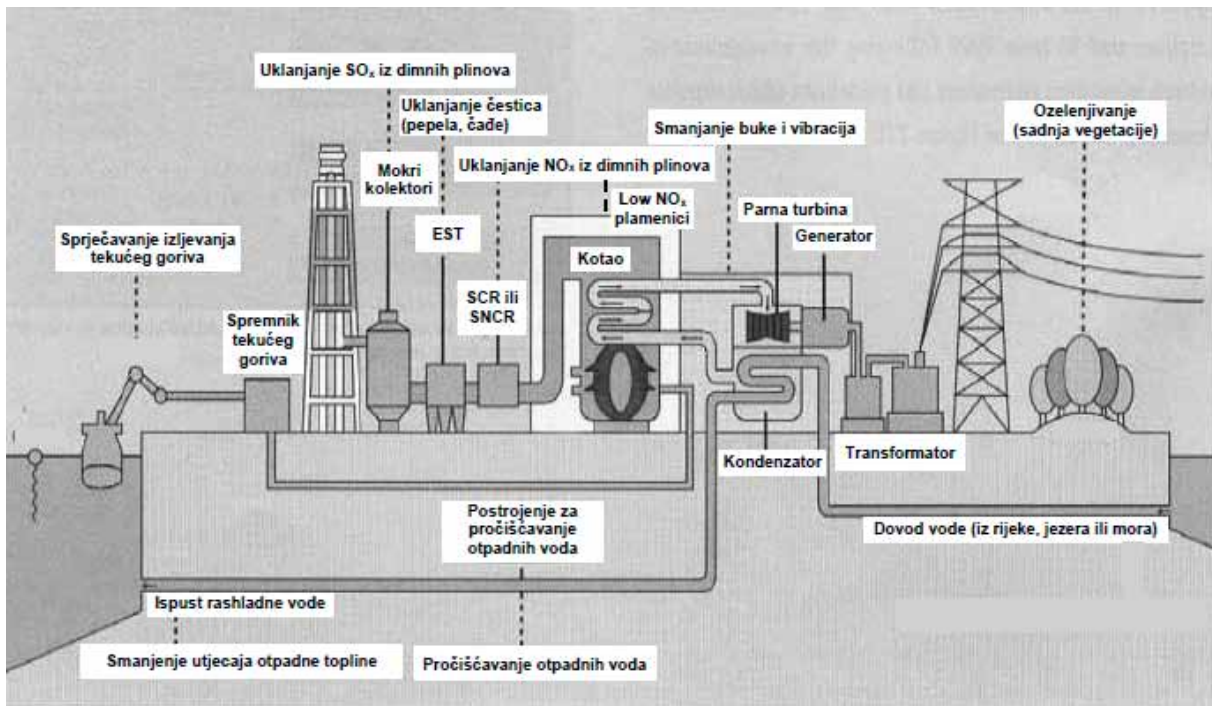 Uklanjanje SOₓ iz dimnih plinova
Uklanjanje čestica
(pepela, čađe)
Uklanjanje NOₓ iz dimnih plinova
Smanjanje buke i vibracija
Ozelenjivanje
(sadnja vegetacije)
Mokri
kolektori
EST
Low NOₓ
plamenici
Parna turbina
Generator
Sprječavanje izljevanja
tekućeg goriva
Kotao
SCR ili
SNCR
Spremnik
tekućeg
goriva
Kondenzator
Transformator
Postrojenje za
pročišćavanje
otpadnih voda
Dovod vode (iz rijeke, jezera ili mora)
Ispust rashladne vode
Smanjenje utjecaja otpadne topline
Pročišćavanje otpadnih voda